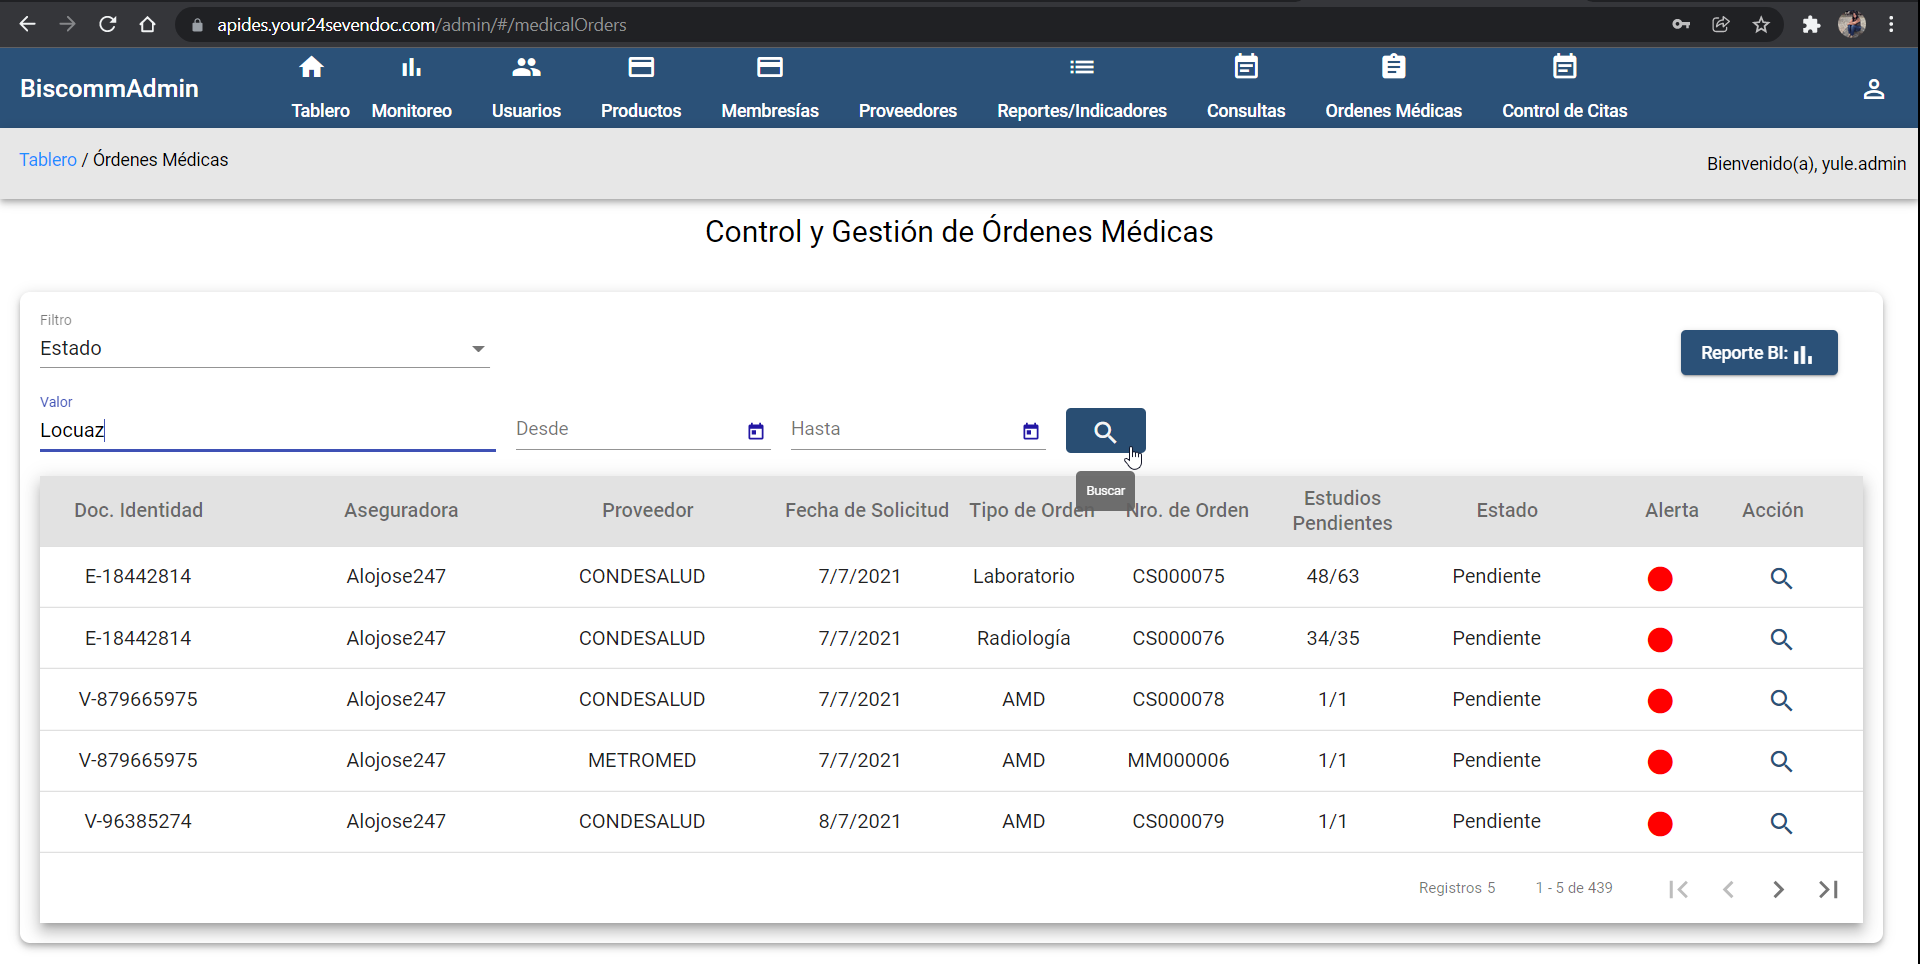 apides.your24sevendoc.com/admin/#/medicalOrders
BiscommAdmin
Tablero
Monitoreo
Usuarios
Productos
Membresías
Proveedores
Reportes/Indicadores
Consultas
Ordenes Médicas
Control de Citas
Tablero / Órdenes Médicas
Bienvenido(a), yule.admin
Control y Gestión de Órdenes Médicas
Filtro
Estado
Reporte BI:
Valor
Locuaz
Desde
Hasta
Buscar
Doc. Identidad Aseguradora Proveedor Fecha de Solicitud Tipo de Orden Nro. de Orden Estudios Pendientes Estado Alerta Acción
E-18442814 Alojose247 CONDESALUD 7/7/2021 Laboratorio CS000075 48/63 Pendiente
E-18442814 Alojose247 CONDESALUD 7/7/2021 Radiología CS000076 34/35 Pendiente
V-879665975 Alojose247 CONDESALUD 7/7/2021 AMD CS000078 1/1 Pendiente
V-879665975 Alojose247 METROMED 7/7/2021 AMD MM000006 1/1 Pendiente
V-96385274 Alojose247 CONDESALUD 8/7/2021 AMD CS000079 1/1 Pendiente
Registros 5 1 - 5 de 439